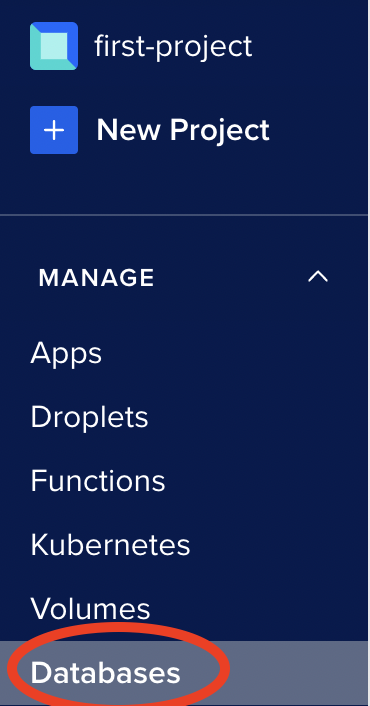 first-project
New Project
MANAGE
Apps
Droplets
Functions
Kubernetes
Volumes
Databases